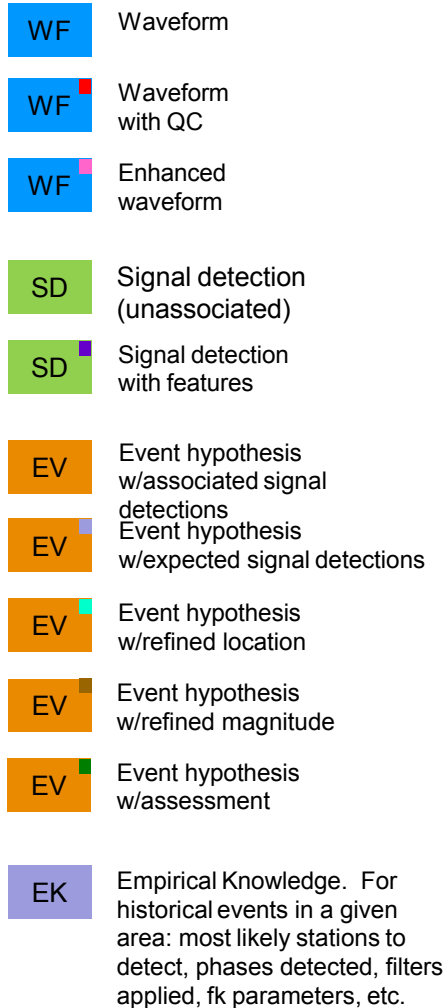 WF
Waveform
WF
Waveform
with QC
WF
Enhanced
waveform
SD
Signal detection
(unassociated)
SD
Signal detection
with features
EV
Event hypothesis
w/associated signal
detections
EV
Event hypothesis
w/expected signal detections
EV
Event hypothesis
w/refined location
EV
Event hypothesis
w/refined magnitude
EV
Event hypothesis
w/assessment
EK
Empirical Knowledge.  For
historical events in a given
area: most likely stations to
detect, phases detected, filters
applied, fk parameters, etc.